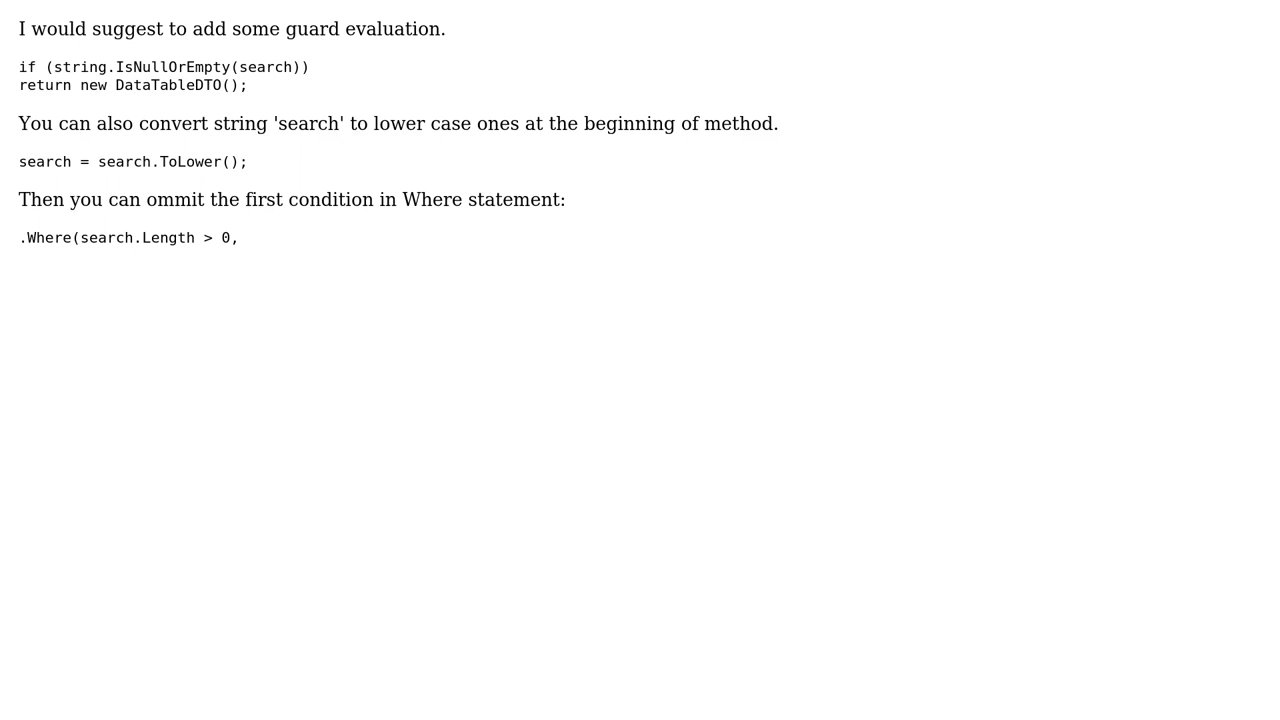 I would suggest to add some guard evaluation.
if (string.IsNullOrEmpty(search))
return new DataTableDTO();
You can also convert string 'search' to lower case ones at the beginning of method.
search = search.ToLower();
Then you can ommit the first condition in Where statement:
.Where(search.Length > 0,